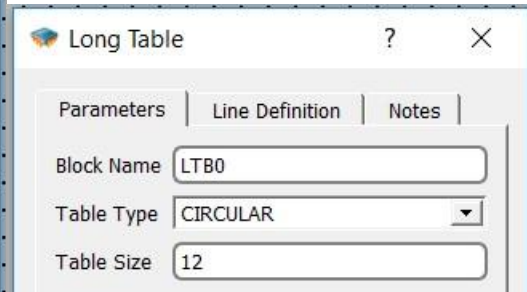 Long Table ?
Parameters Line Definition Notes
Block Name LTB0
Table Type CIRCULAR
Table Size 12